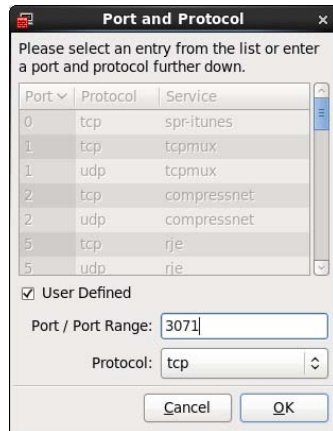 Port and Protocol
Please select an entry from the list or enter
a port and protocol further down.
Port Protocol Service
0 tcp spr-itunes
1 tcp tcpmux
1 udp tcpmux
2 tcp compressnet
2 udp compressnet
5 tcp rje
5 udp rje
User Defined
Port / Port Range: 3071
Protocol: tcp
Cancel OK